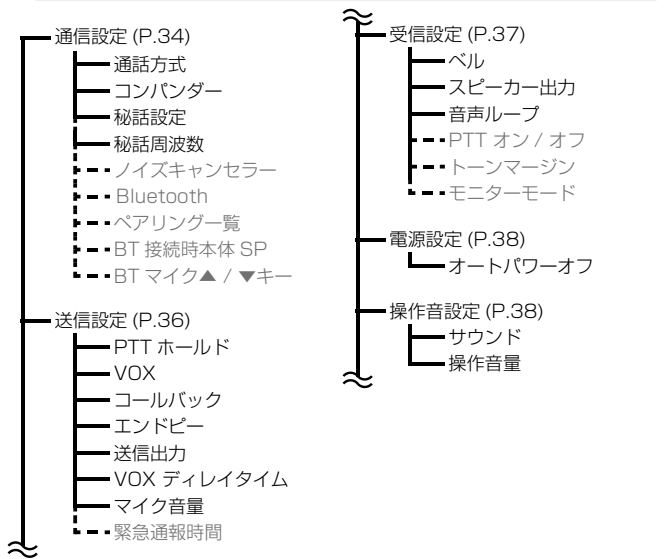 通信設定 (P.34)
通話方式
コンパンダー
秘話設定
秘話周波数
ノイズキャンセラー
Bluetooth
ペアリング一覧
BT 接続時本体 SP
BT マイク▲ / ▼キー
送信設定 (P.36)
PTT ホールド
VOX
コールバック
エンドピー
送信出力
VOX ディレイタイム
マイク音量
緊急通報時間
受信設定 (P.37)
ベル
スピーカー出力
音声ループ
PTT オン / オフ
トーンマージン
モニターモード
電源設定 (P.38)
オートパワーオフ
操作音設定 (P.38)
サウンド
操作音量